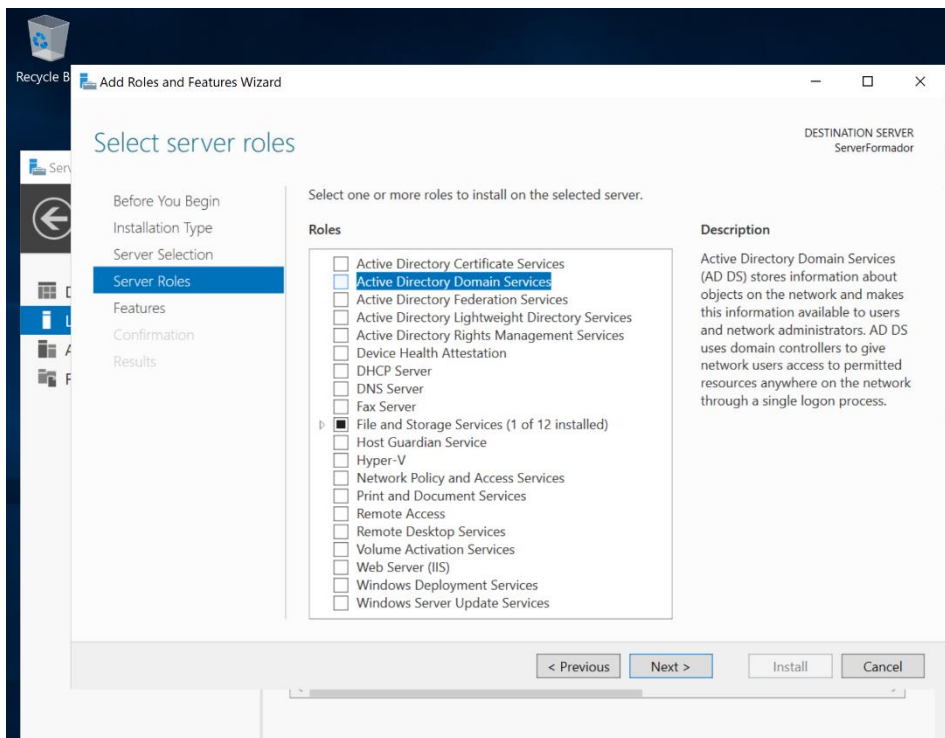 Recycle B
Add Roles and Features Wizard
Select server roles
DESTINATION SERVER
ServerFormador
Serv
Before You Begin
Installation Type
Server Selection
Server Roles
Features
Confirmation
Results
Select one or more roles to install on the selected server.
Roles
Active Directory Certificate Services
Active Directory Domain Services
Active Directory Federation Services
Active Directory Lightweight Directory Services
Active Directory Rights Management Services
Device Health Attestation
DHCP Server
DNS Server
Fax Server
File and Storage Services (1 of 12 installed)
Host Guardian Service
Hyper-V
Network Policy and Access Services
Print and Document Services
Remote Access
Remote Desktop Services
Volume Activation Services
Web Server (IIS)
Windows Deployment Services
Windows Server Update Services
Description
Active Directory Domain Services
(AD DS) stores information about
objects on the network and makes
this information available to users
and network administrators. AD DS
uses domain controllers to give
network users access to permitted
resources anywhere on the network
through a single logon process.
< Previous
Next >
Install
Cancel